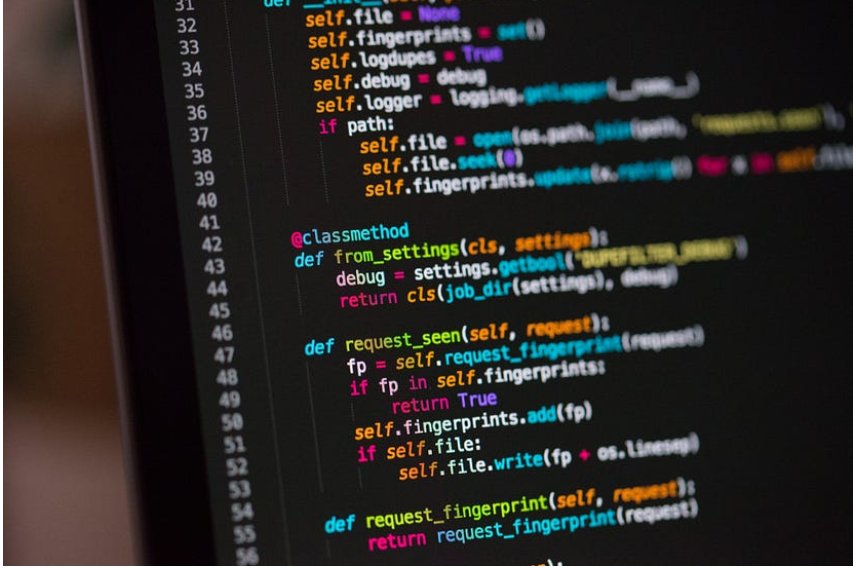 31 def __init__(self,
32 self.file = None
33 self.fingerprints = set()
34 self.logdupes = True
35 self.debug = debug
36 self.logger = logging.getLogger(__name__)
37 if path:
38 self.file = open(os.path.join(path, 'requests.seen'),
39 self.file.seek(0)
40 self.fingerprints.update(x.rstrip() for x in self.file
41
42 @classmethod
43 def from_settings(cls, settings):
44 debug = settings.getbool("DUPEFILTER_DEBUG")
45 return cls(job_dir(settings), debug)
46
47 def request_seen(self, request):
48 fp = self.request_fingerprint(request)
49 if fp in self.fingerprints:
50 return True
51 self.fingerprints.add(fp)
52 if self.file:
53 self.file.write(fp + os.linesep)
54
55 def request_fingerprint(self, request):
56 return request_fingerprint(request)